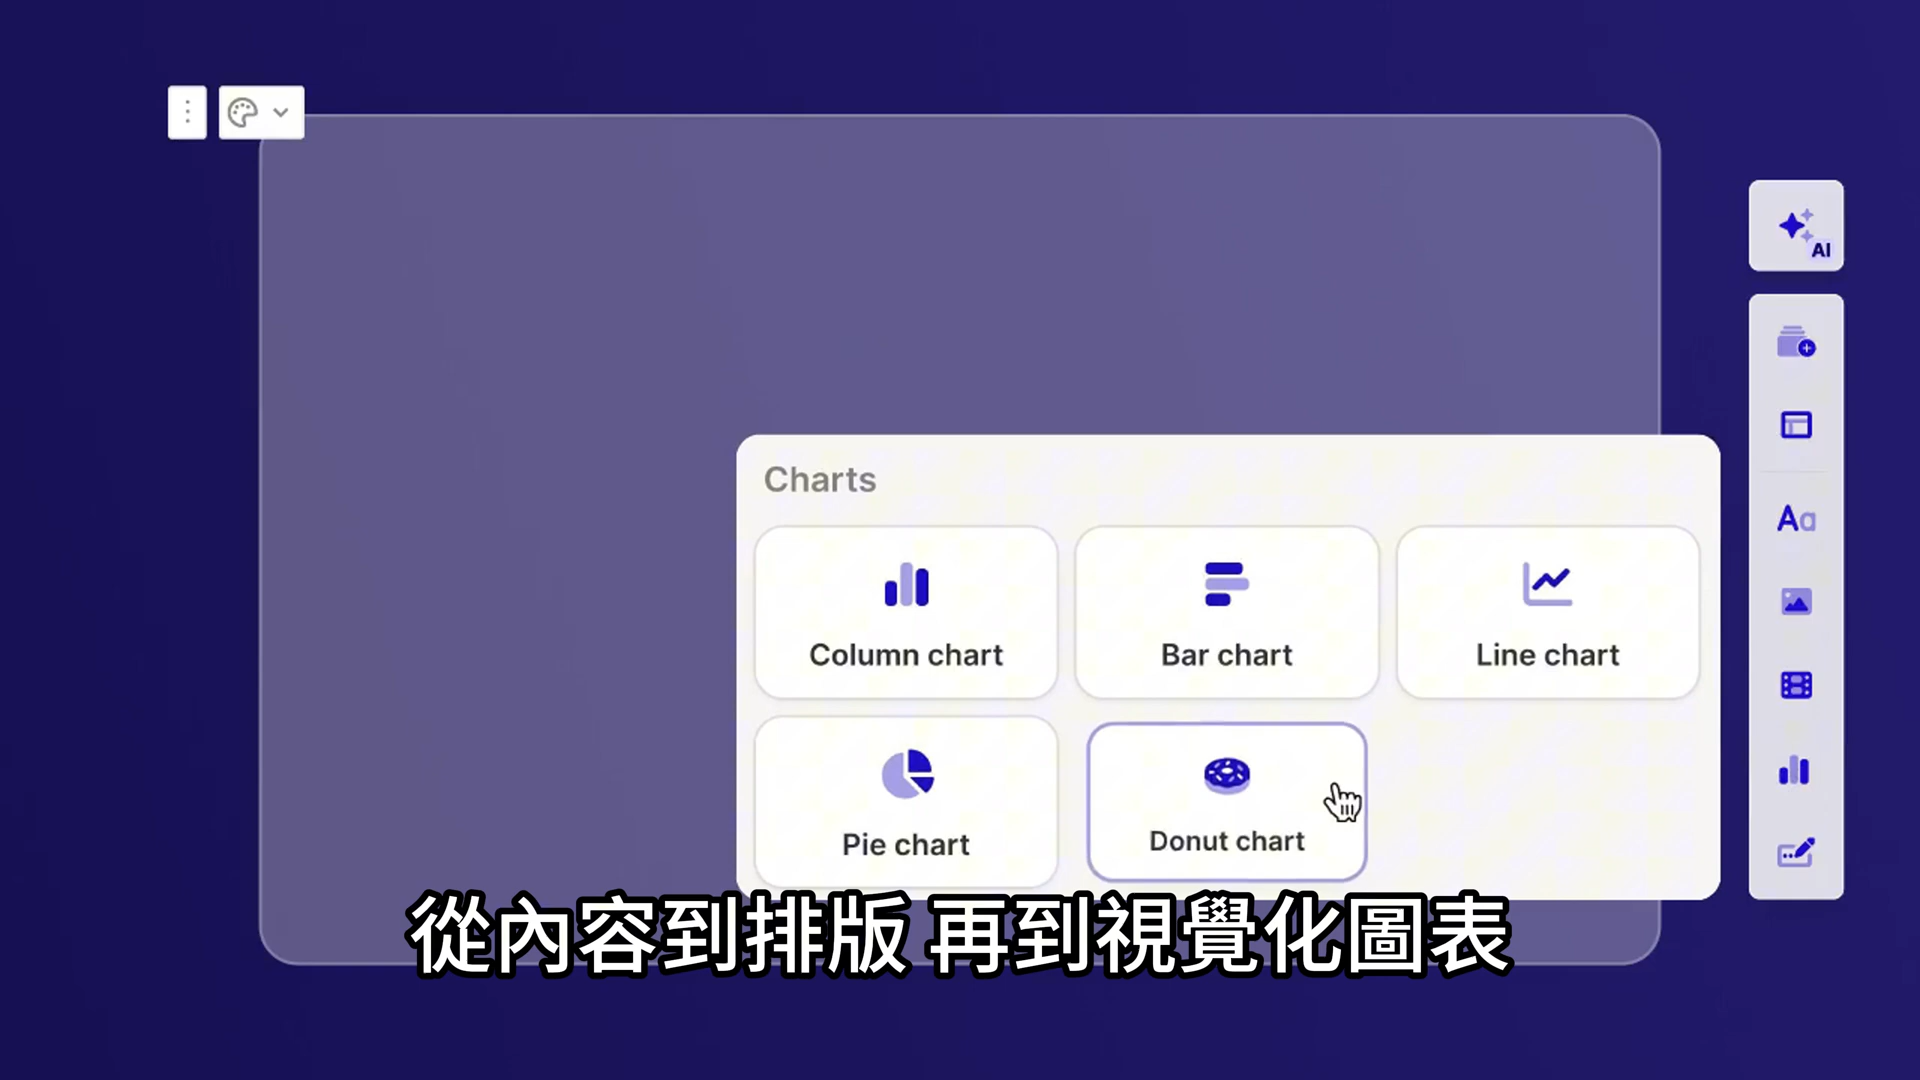 AI
Aa
Charts
Column chart
Bar chart
Line chart
Pie chart
Donut chart
從內容到排版 再到視覺化圖表